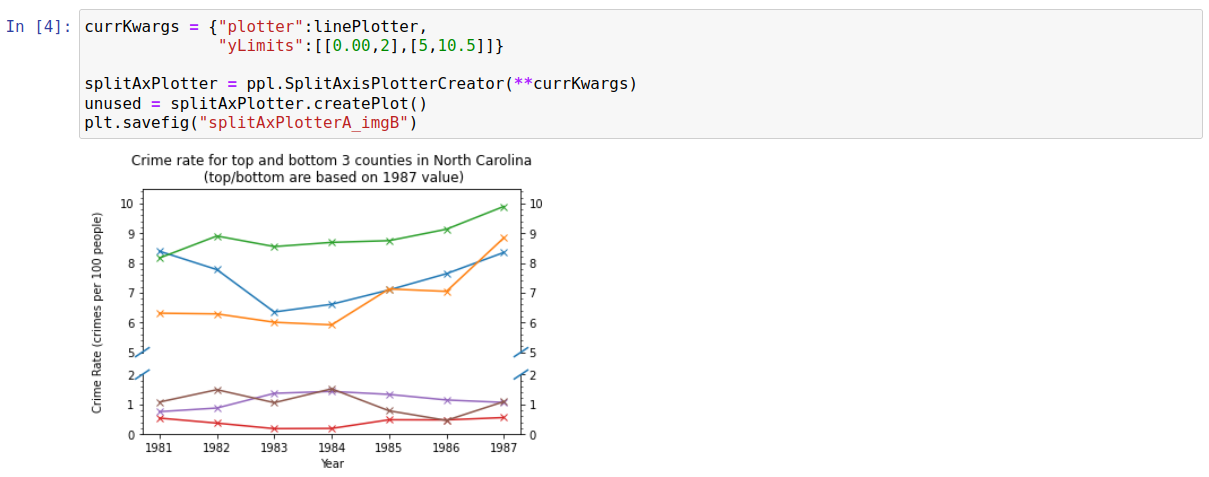 In [4]: currKwargs = {"plotter":linePlotter,
"yLimits":[[0.00,2],[5,10.5]]}
splitAxPlotter = ppl.SplitAxisPlotterCreator(**currKwargs)
unused = splitAxPlotter.createPlot()
plt.savefig("splitAxPlotterA_imgB")
Crime rate for top and bottom 3 counties in North Carolina
(top/bottom are based on 1987 value)
Crime Rate (crimes per 100 people)
10 10
9 9
8 8
7 7
6 6
5 5
2 2
1 1
0 0
1981 1982 1983 1984 1985 1986 1987
Year